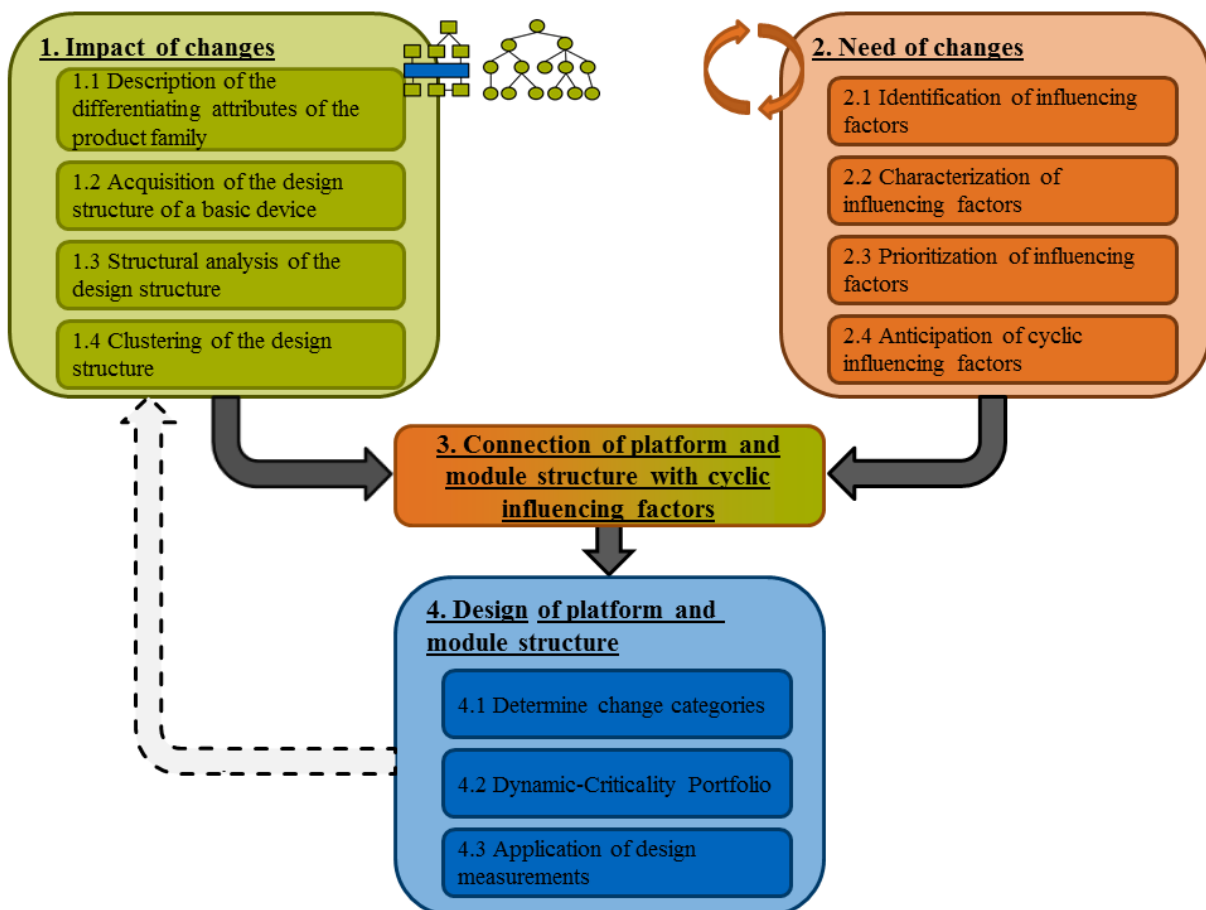 1. Impact of changes
1.1 Description of the
differentiating attributes of the
product family
1.2 Acquisition of the design
structure of a basic device
1.3 Structural analysis of the
design structure
1.4 Clustering of the design
structure
2. Need of changes
2.1 Identification of influencing
factors
2.2 Characterization of
influencing factors
2.3 Prioritization of influencing
factors
2.4 Anticipation of cyclic
influencing factors
3. Connection of platform and
module structure with cyclic
influencing factors
4. Design of platform and
module structure
4.1 Determine change categories
4.2 Dynamic-Criticality Portfolio
4.3 Application of design
measurements